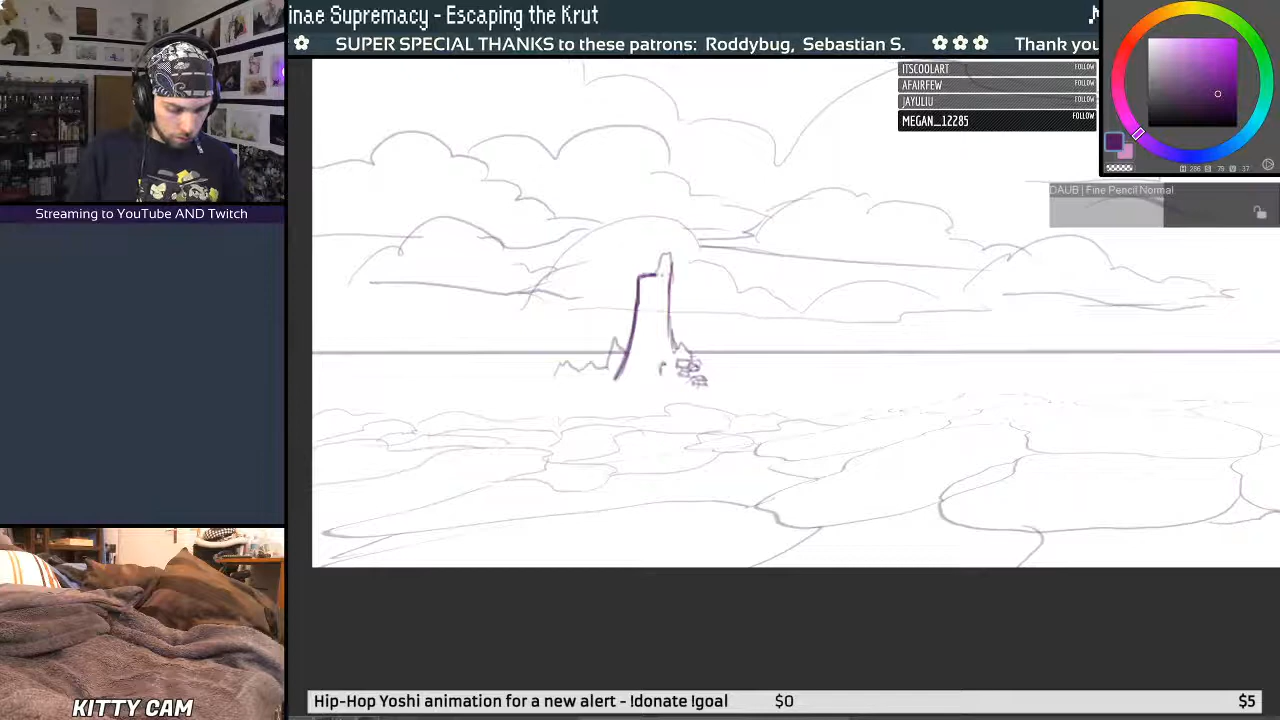 inae Supremacy - Escaping the Krut
SUPER SPECIAL THANKS to these patrons: Roddybug, Sebastian S.
Thank you
ITSCOOLART FOLLOW
AFAIRFEW FOLLOW
JAYULIU FOLLOW
MEGAN_12285 FOLLOW
DAUB | Fine Pencil Normal
Streaming to YouTube AND Twitch
KITTY CAM
Hip-Hop Yoshi animation for a new alert - !donate !goal $0 $5